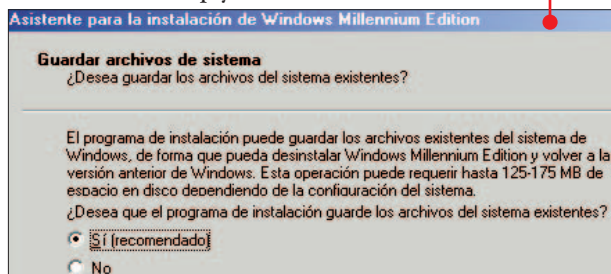 Asistente para la instalación de Windows Millennium Edition
Guardar archivos de sistema
¿Desea guardar los archivos del sistema existentes?
El programa de instalación puede guardar los archivos existentes del sistema de
Windows, de forma que pueda desinstalar Windows Millennium Edition y volver a la
versión anterior de Windows. Esta operación puede requerir hasta 125-175 MB de
espacio en disco dependiendo de la configuración del sistema.
¿Desea que el programa de instalación guarde los archivos del sistema existentes?
Sí (recomendado)
No